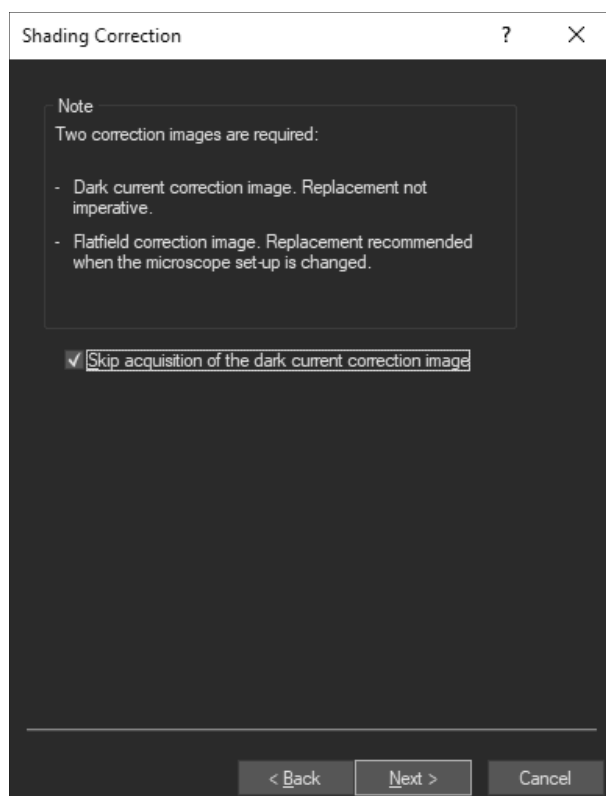 Shading Correction ? ×
Note
Two correction images are required:
- Dark current correction image. Replacement not
imperative.
- Flatfield correction image. Replacement recommended
when the microscope set-up is changed.
Skip acquisition of the dark current correction image
< Back Next > Cancel